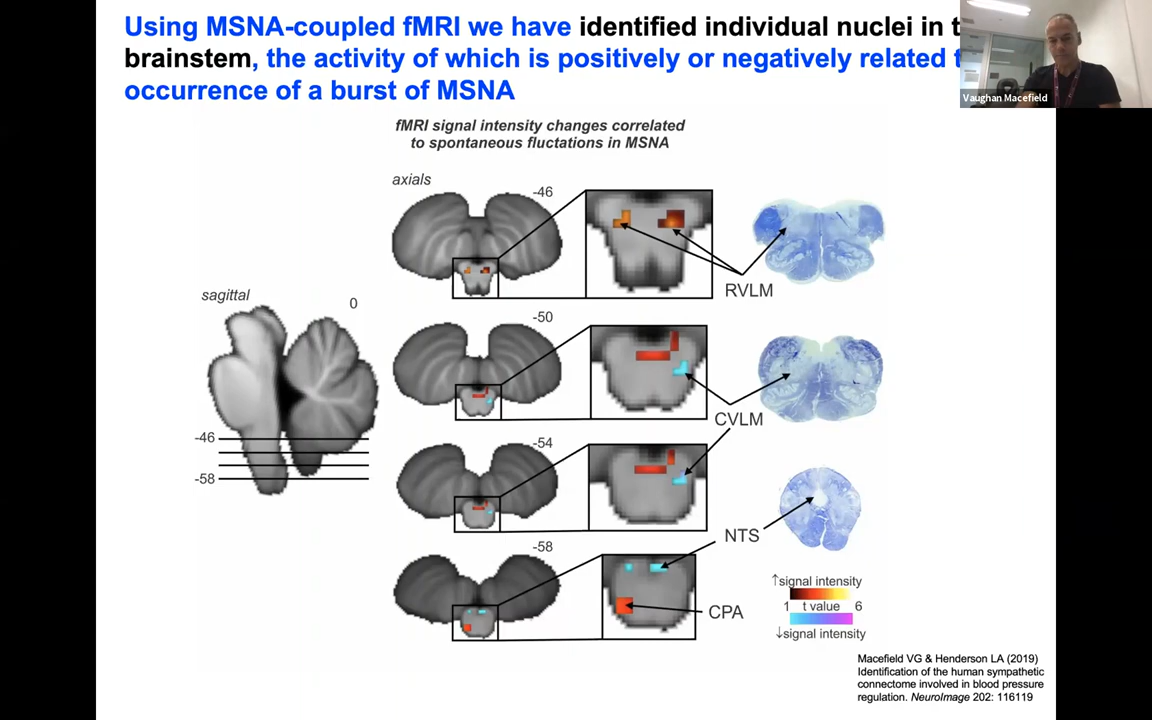 Using MSNA-coupled fMRI we have identified individual nuclei in t
brainstem, the activity of which is positively or negatively related
occurrence of a burst of MSNA
Vaughan Macefield
fMRI signal intensity changes correlated
to spontaneous fluctations in MSNA
axials
-46
RVLM
sagittal
0
-50
CVLM
-46
-54
-58
NTS
-58
CPA
↑signal intensity
1 t value 6
↓signal intensity
Macefield VG & Henderson LA (2019)
Identification of the human sympathetic
connectome involved in blood pressure
regulation. NeuroImage 202: 116119